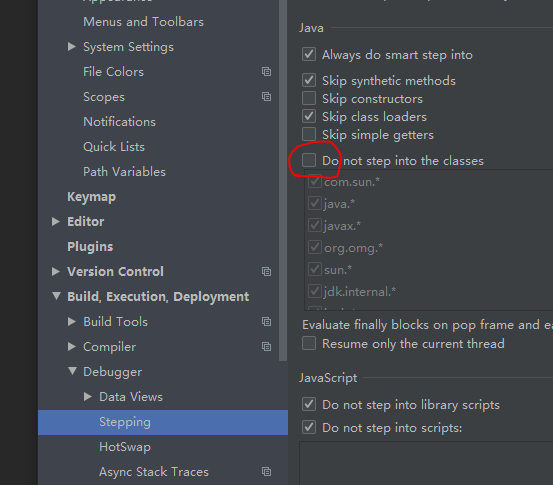 Menus and Toolbars
System Settings
File Colors
Scopes
Notifications
Quick Lists
Path Variables
Keymap
Editor
Plugins
Version Control
Build, Execution, Deployment
Build Tools
Compiler
Debugger
Data Views
Stepping
HotSwap
Async Stack Traces
Java
Always do smart step into
Skip synthetic methods
Skip constructors
Skip class loaders
Skip simple getters
Do not step into the classes
com.sun.*
java.*
javax.*
org.omg.*
sun.*
jdk.internal.*
Evaluate finally blocks on pop frame and ea
Resume only the current thread
JavaScript
Do not step into library scripts
Do not step into scripts: